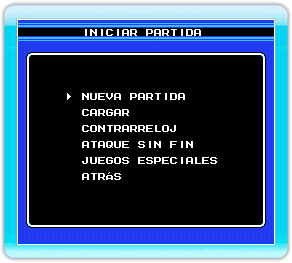 INICIAR PARTIDA
NUEVA PARTIDA
CARGAR
CONTRARRELOJ
ATAQUE SIN FIN
JUEGOS ESPECIALES
ATRáS